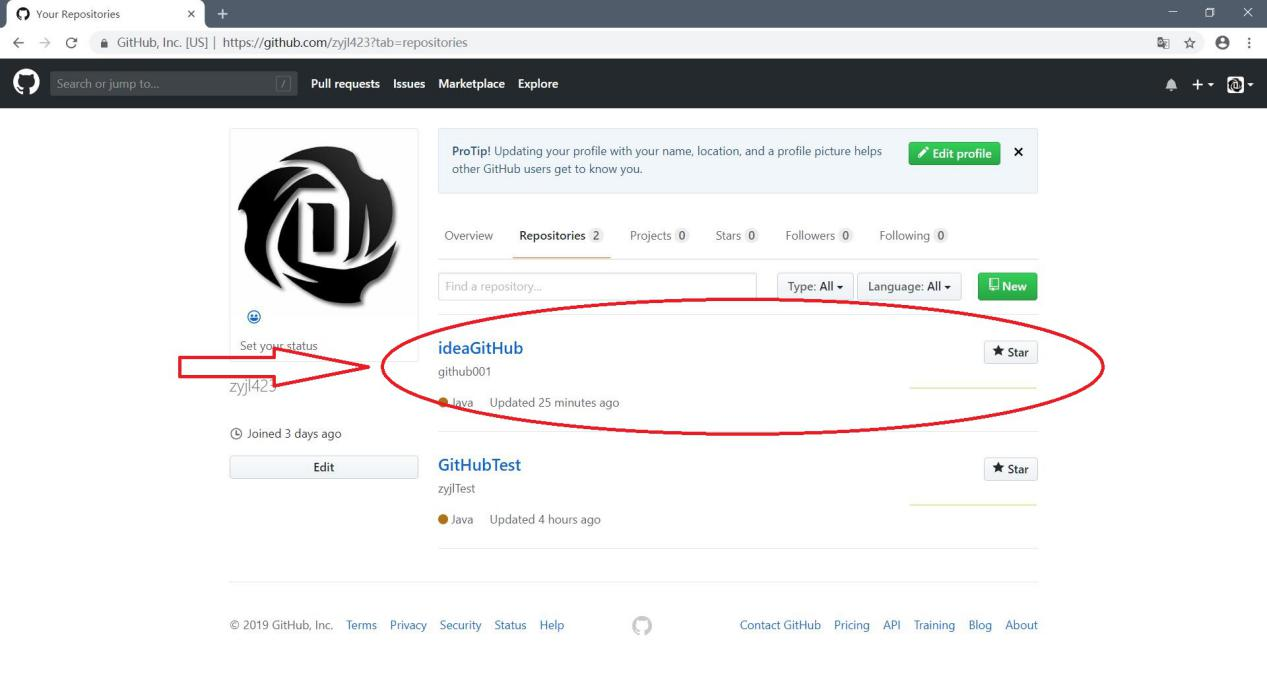 Your Repositories
GitHub, Inc. [US] | https://github.com/zyjl423?tab=repositories
Search or jump to... /
Pull requests Issues Marketplace Explore
ProTip! Updating your profile with your name, location, and a profile picture helps
other GitHub users get to know you.
Edit profile
Overview Repositories 2 Projects 0 Stars 0 Followers 0 Following 0
Find a repository... Type: All Language: All New
Set your status
zyjl423
Joined 3 days ago
Edit
ideaGitHub Star
github001
Java Updated 25 minutes ago
GitHubTest Star
zyjlTest
Java Updated 4 hours ago
© 2019 GitHub, Inc. Terms Privacy Security Status Help Contact GitHub Pricing API Training Blog About